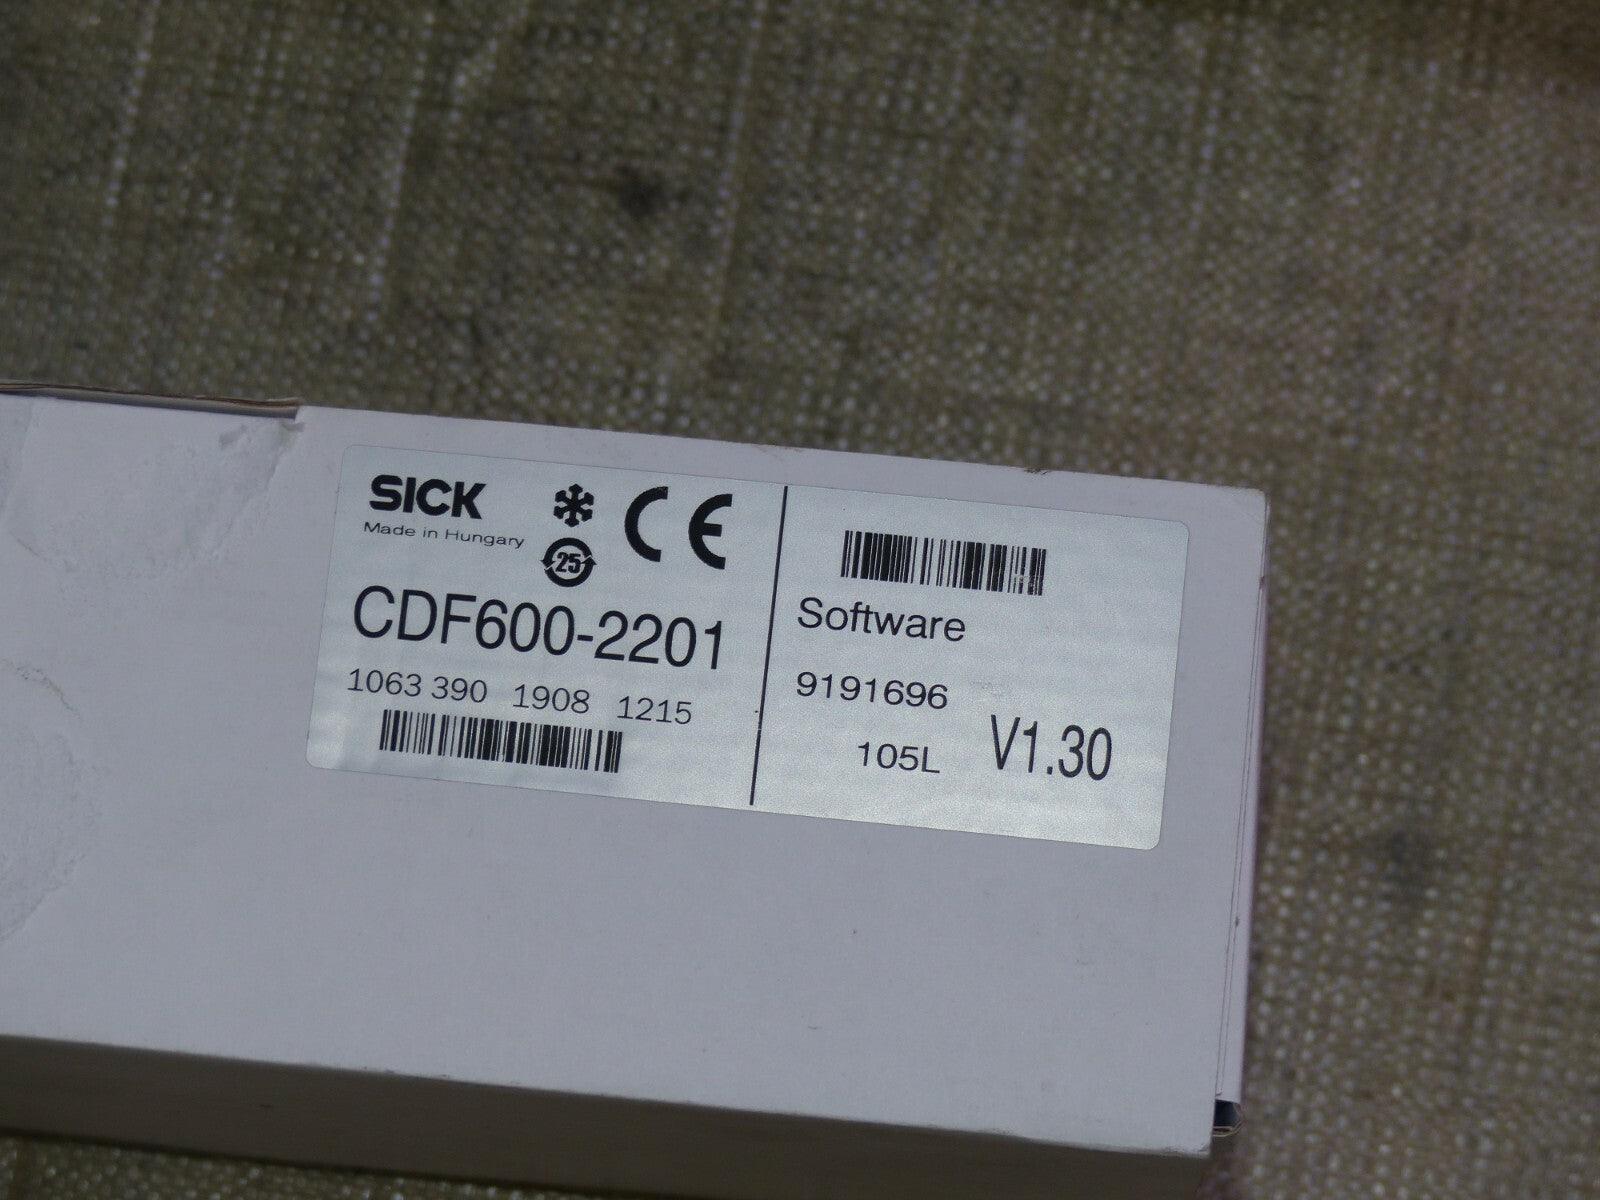 SICK
Made in Hungary
CE
25
CDF600-2201
1063 390 1908 1215
Software
9191696
105L V1.30